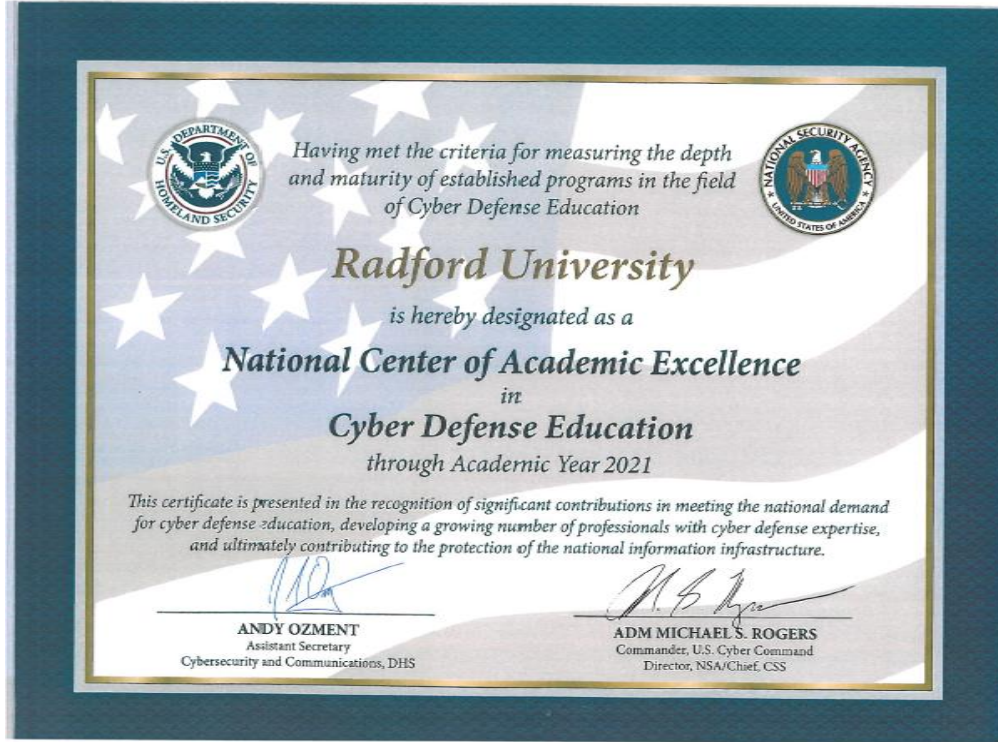 U.S. DEPARTMENT OF HOMELAND SECURITY
NATIONAL SECURITY AGENCY
UNITED STATES OF AMERICA
Having met the criteria for measuring the depth
and maturity of established programs in the field
of Cyber Defense Education
Radford University
is hereby designated as a
National Center of Academic Excellence
in
Cyber Defense Education
through Academic Year 2021
This certificate is presented in the recognition of significant contributions in meeting the national demand
for cyber defense education, developing a growing number of professionals with cyber defense expertise,
and ultimately contributing to the protection of the national information infrastructure.
ANDY OZMENT
Assistant Secretary
Cybersecurity and Communications, DHS
ADM MICHAEL S. ROGERS
Commander, U.S. Cyber Command
Director, NSA/Chief, CSS